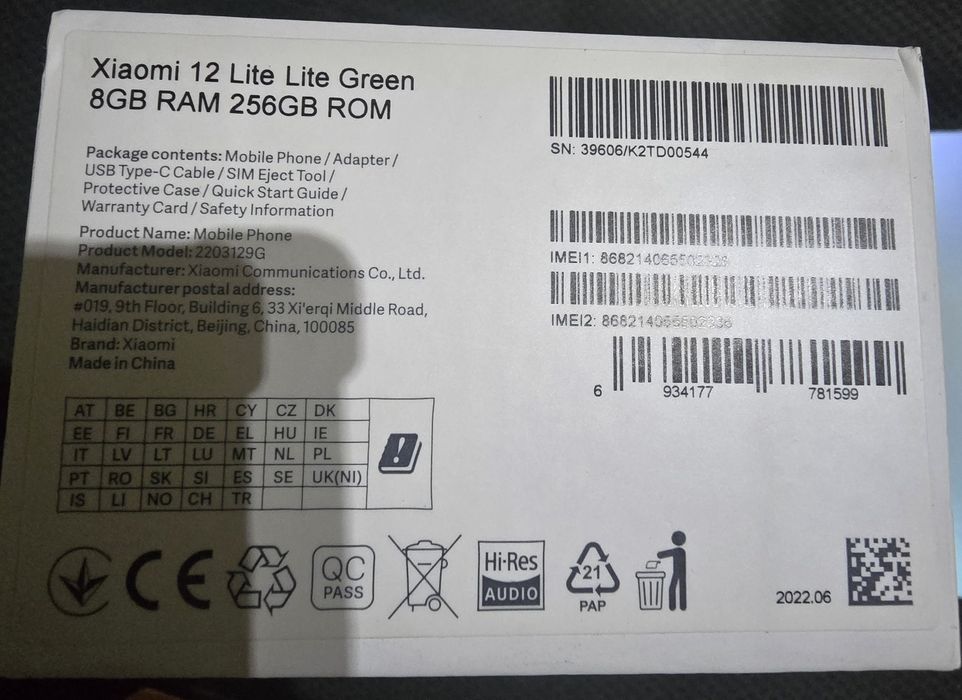 Xiaomi 12 Lite Lite Green
8GB RAM 256GB ROM
Package contents: Mobile Phone / Adapter /
USB Type-C Cable / SIM Eject Tool /
Protective Case / Quick Start Guide /
Warranty Card / Safety Information
Product Name: Mobile Phone
Product Model: 2203129G
Manufacturer: Xiaomi Communications Co., Ltd.
Manufacturer postal address:
#019, 9th Floor, Building 6, 33 Xi'erqi Middle Road,
Haidian District, Beijing, China, 100085
Brand: Xiaomi
Made in China
AT BE BG HR CY CZ DK
EE FI FR DE EL HU IE
IT LV LT LU MT NL PL
PT RO SK SI ES SE UK(NI)
IS LI NO CH TR
SN: 39606/K2TD00544
IMEI1:
IMEI2:
6 934177 781599
CE
QC
PASS
Hi-Res
AUDIO
21
PAP
2022.06